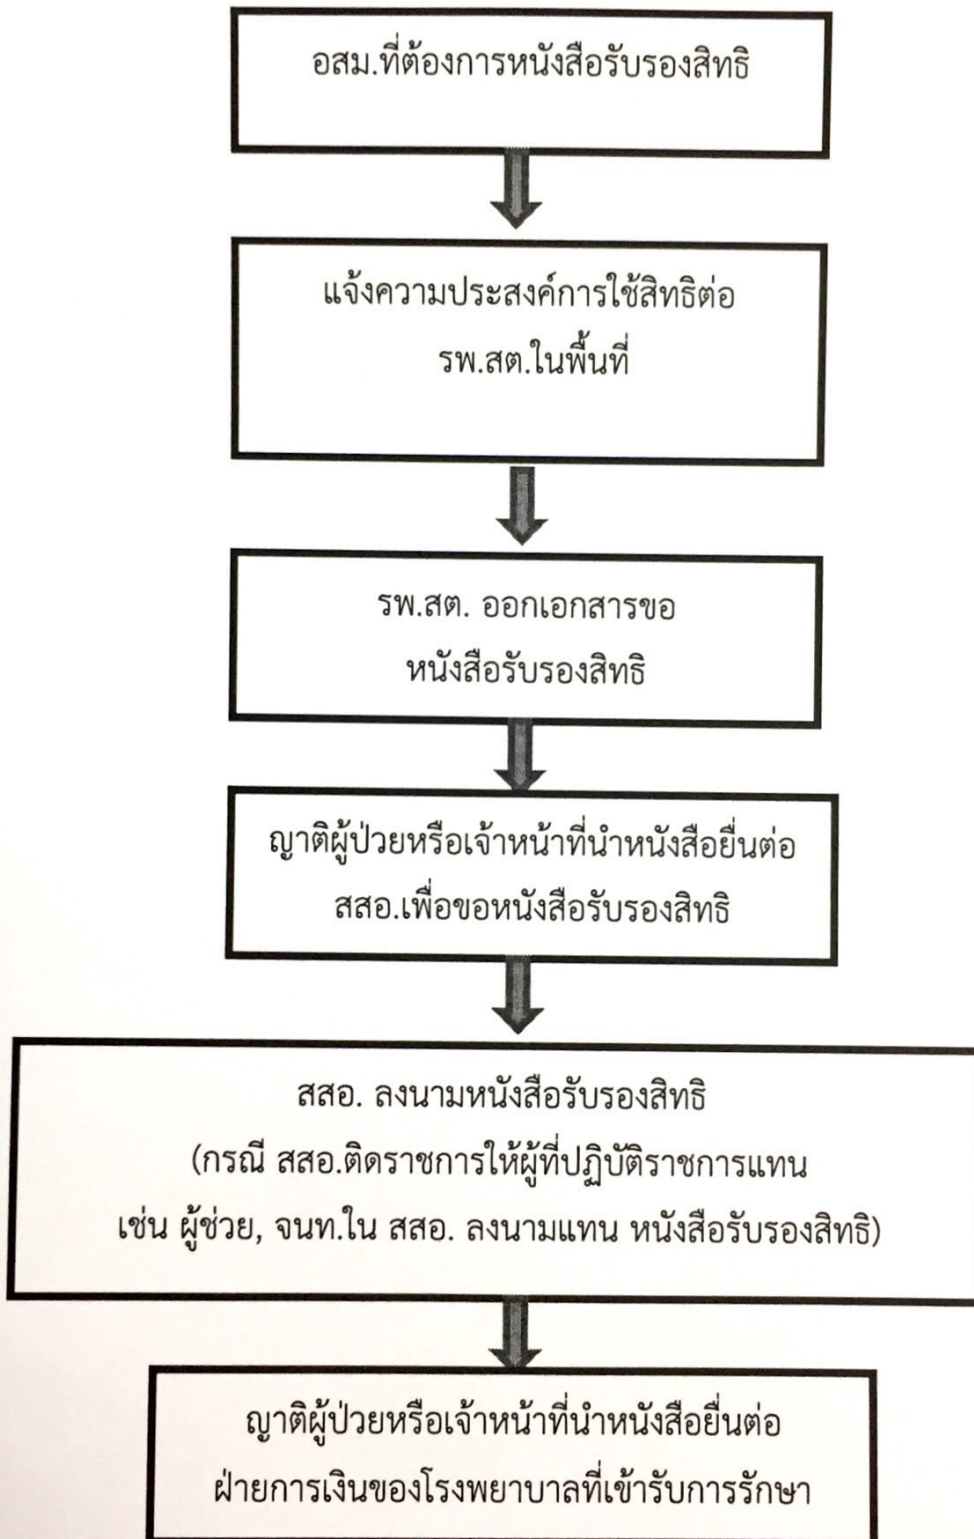 อสม.ที่ต้องการหนังสือรับรองสิทธิ
แจ้งความประสงค์การใช้สิทธิต่อ
รพ.สต.ในพื้นที่
รพ.สต. ออกเอกสารขอ
หนังสือรับรองสิทธิ
ญาติผู้ป่วยหรือเจ้าหน้าที่นำหนังสือยื่นต่อ
สสอ.เพื่อขอหนังสือรับรองสิทธิ
สสอ. ลงนามหนังสือรับรองสิทธิ
(กรณี สสอ.ติดราชการให้ผู้ที่ปฏิบัติราชการแทน
เช่น ผู้ช่วย, จนท.ใน สสอ. ลงนามแทน หนังสือรับรองสิทธิ)
ญาติผู้ป่วยหรือเจ้าหน้าที่นำหนังสือยื่นต่อ
ฝ่ายการเงินของโรงพยาบาลที่เข้ารับการรักษา